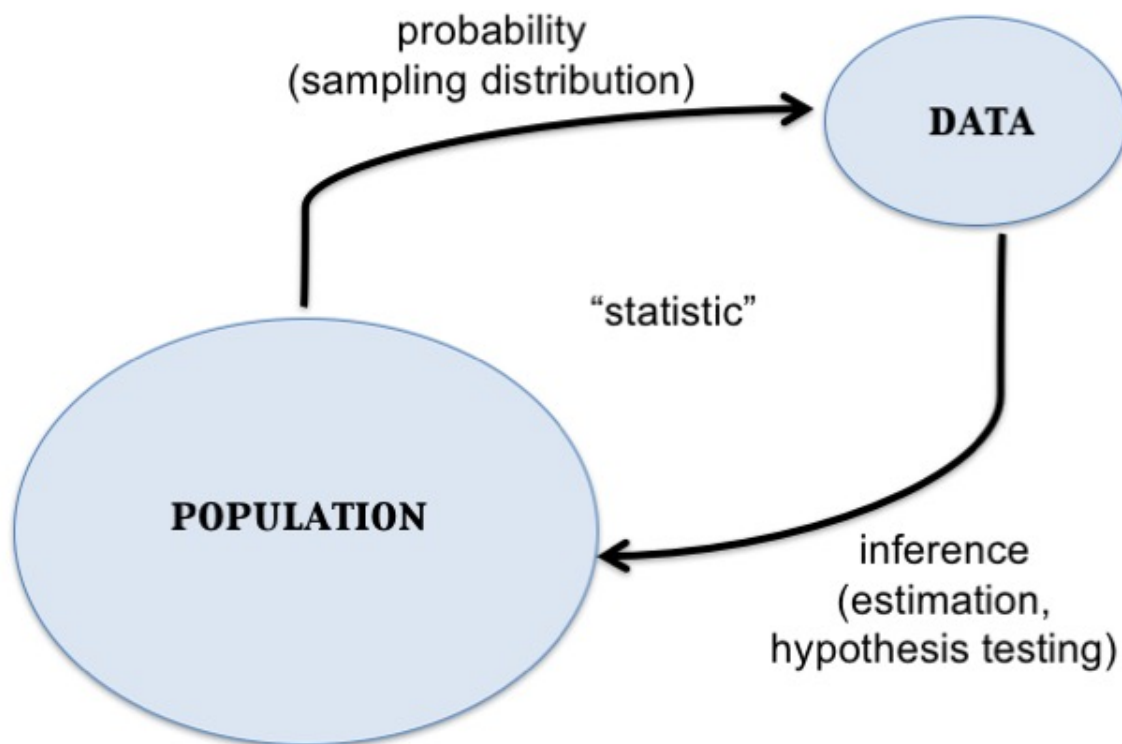 probability
(sampling distribution)
DATA
“statistic”
POPULATION
inference
(estimation,
hypothesis testing)